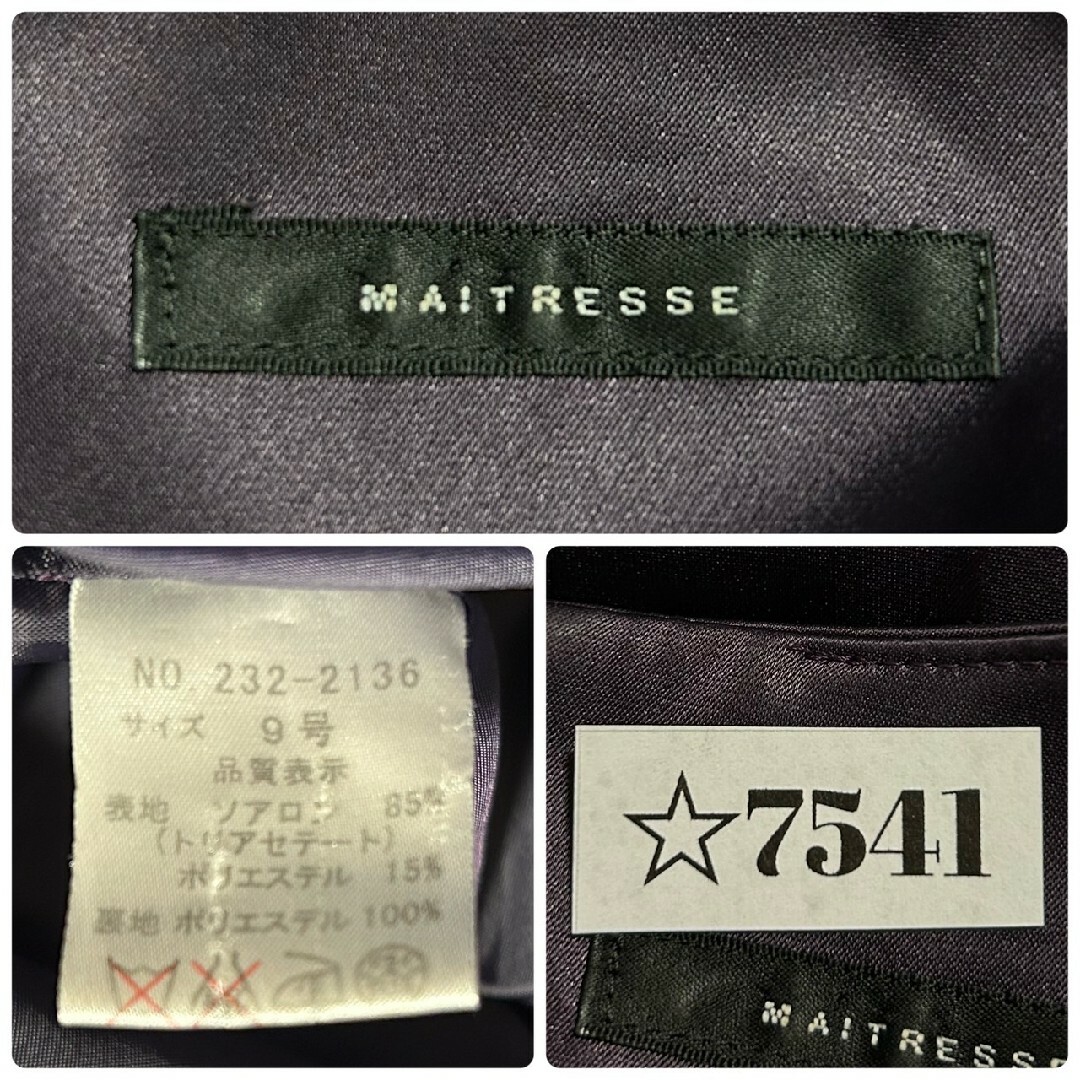 MAITRESSE
NO 232-2136
サイズ 9号
品質表示
表地 ソアロン 85%
(トリアセテート)
ポリエステル 15%
裏地 ポリエステル 100%
☆7541
MAITRESSE